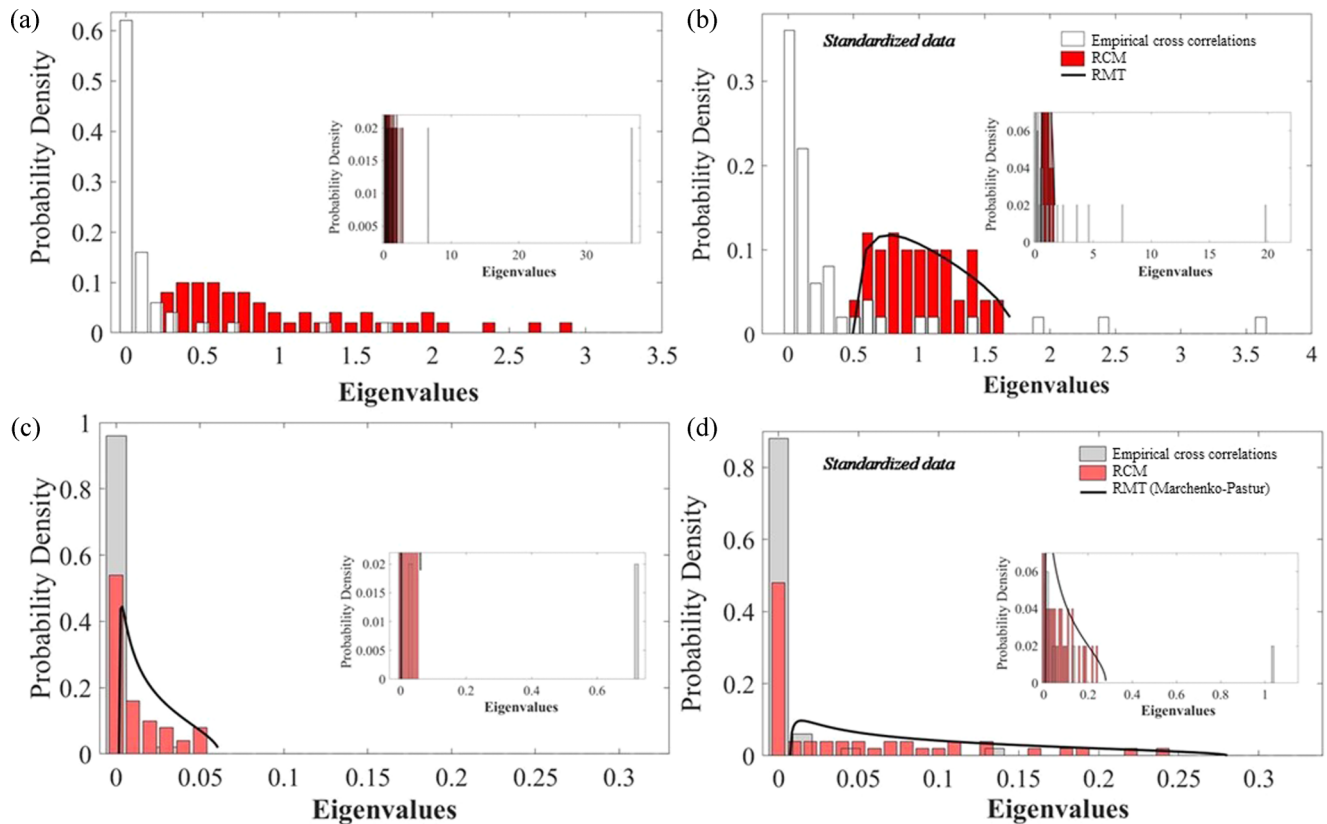 (a)
Probability Density
0.6
0.5
0.4
0.3
0.2
0.1
0
0 0.5 1 1.5 2 2.5 3 3.5
Eigenvalues
Probability Density
0.02
0.015
0.01
0.005
0 10 20 30
Eigenvalues
(b)
Standardized data
Empirical cross correlations
RCM
RMT
Probability Density
0.3
0.2
0.1
0
0 0.5 1 1.5 2 2.5 3 3.5 4
Eigenvalues
Probability Density
0.06
0.04
0.02
0
0 5 10 15 20
Eigenvalues
(c)
Probability Density
1
0.8
0.6
0.4
0.2
0
0 0.05 0.1 0.15 0.2 0.25 0.3
Eigenvalues
Probability Density
0.02
0.015
0.01
0.005
0
0 0.2 0.4 0.6
Eigenvalues
(d)
Standardized data
Empirical cross correlations
RCM
RMT (Marchenko-Pastur)
Probability Density
0.8
0.6
0.4
0.2
0
0 0.05 0.1 0.15 0.2 0.25 0.3
Eigenvalues
Probability Density
0.06
0.04
0.02
0
0 0.2 0.4 0.6 0.8 1
Eigenvalues